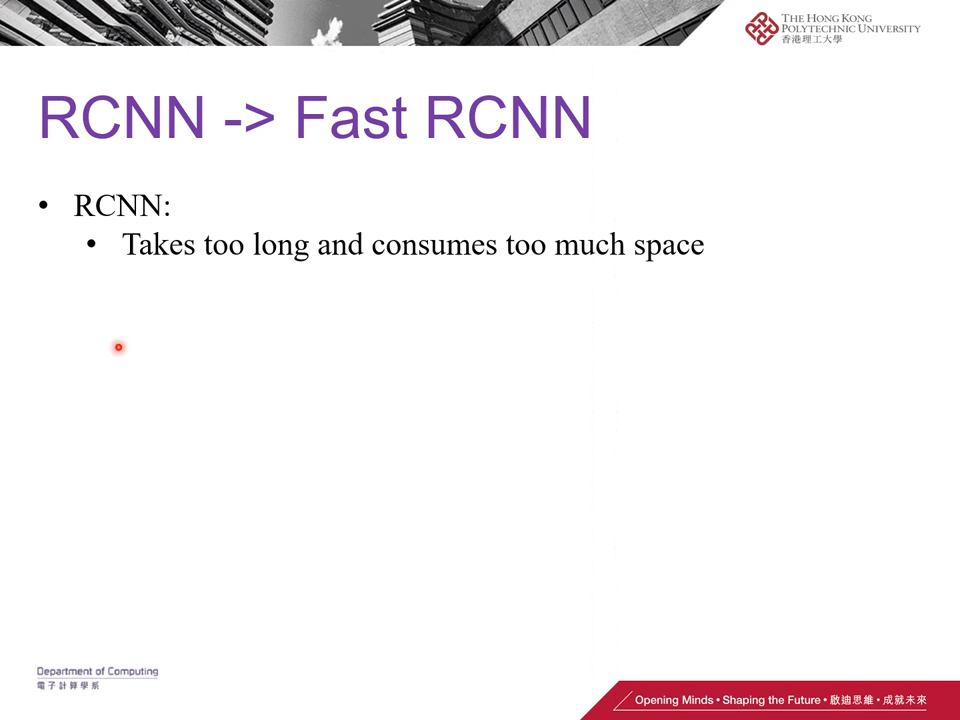 THE HONG KONG
POLYTECHNIC UNIVERSITY
香港理工大學
RCNN -> Fast RCNN
• RCNN:
• Takes too long and consumes too much space
Department of Computing
電子計算學系
Opening Minds • Shaping the Future • 啟迪思維 • 成就未來